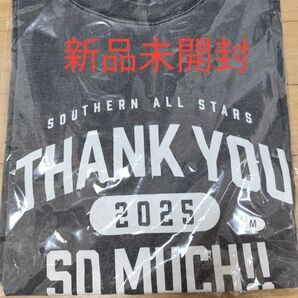 新品未開封
SOUTHERN ALL STARS
THANK YOU
2025
M
SO MUCH!!